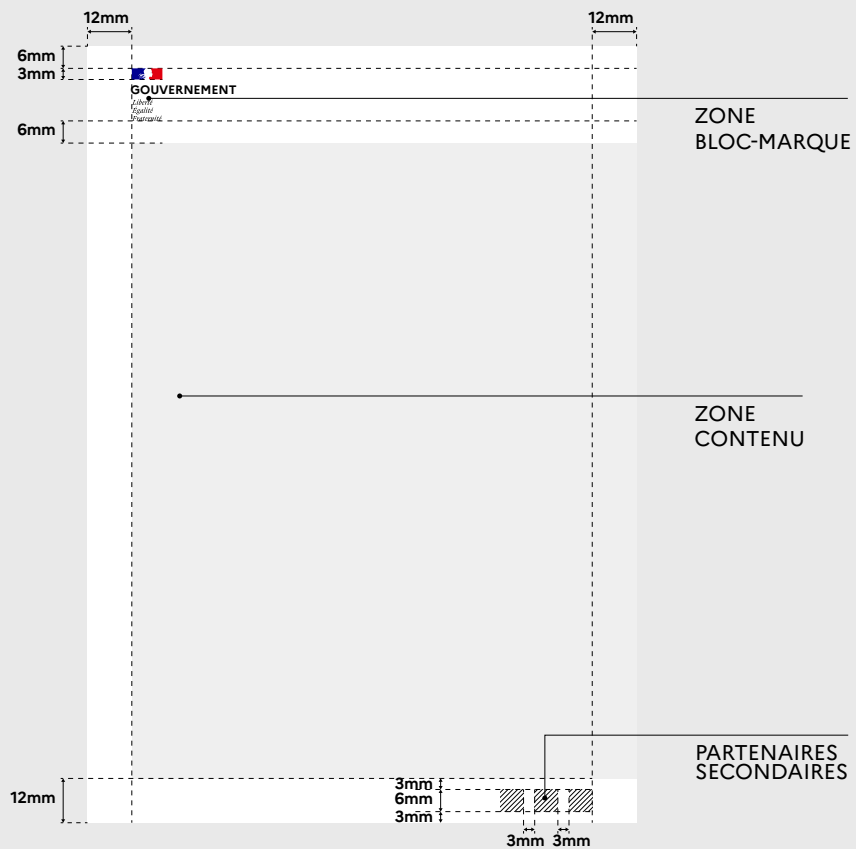 12mm
12mm
6mm
3mm
GOUVERNEMENT
Liberté
Égalité
Fraternité
6mm
ZONE
BLOC-MARQUE
ZONE
CONTENU
PARTENAIRES
SECONDAIRES
3mm
12mm
6mm
3mm
3mm
3mm